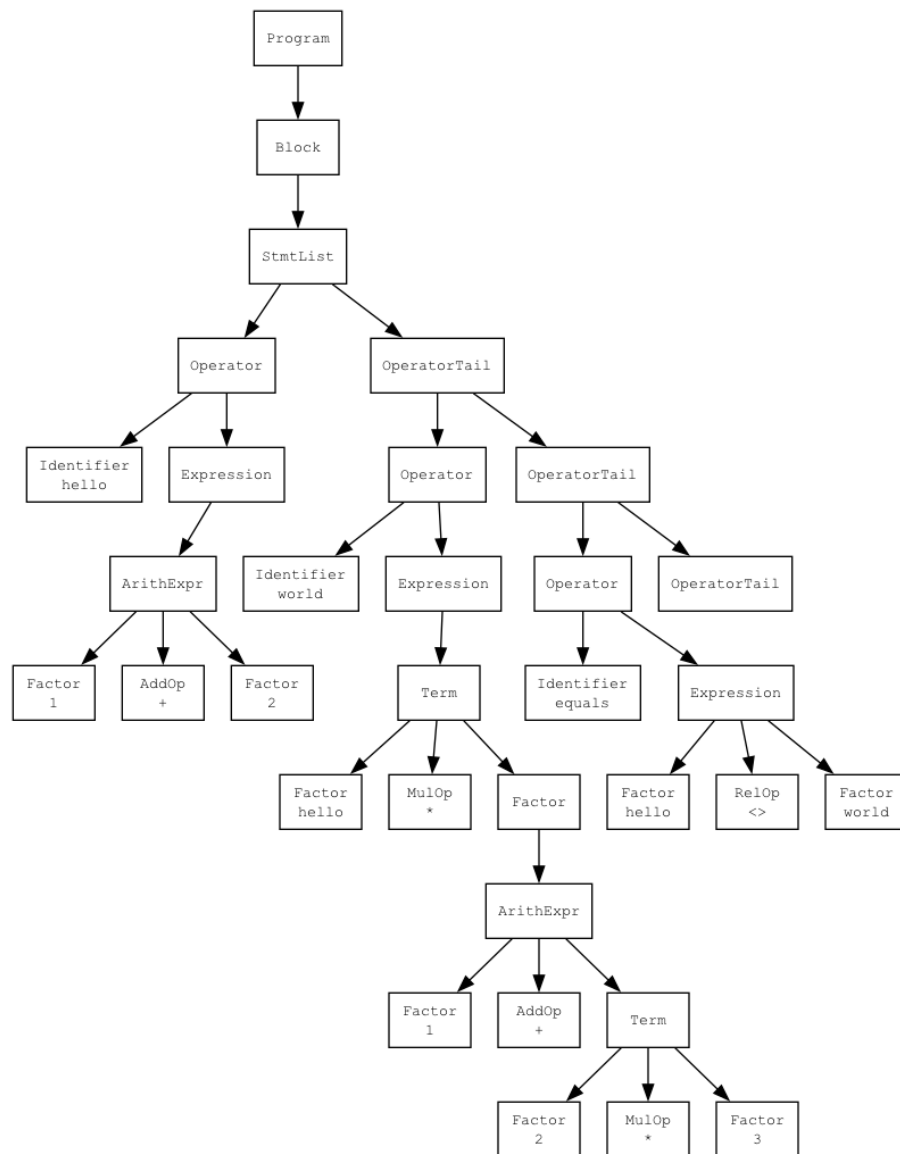 Program
Block
StmtList
Operator
OperatorTail
Identifier
hello
Expression
Operator
OperatorTail
ArithExpr
Identifier
world
Expression
Operator
OperatorTail
Factor
1
AddOp
+
Factor
2
Term
Identifier
equals
Expression
Factor
hello
MulOp
*
Factor
Factor
hello
RelOp
<>
Factor
world
ArithExpr
Factor
1
AddOp
+
Term
Factor
2
MulOp
*
Factor
3